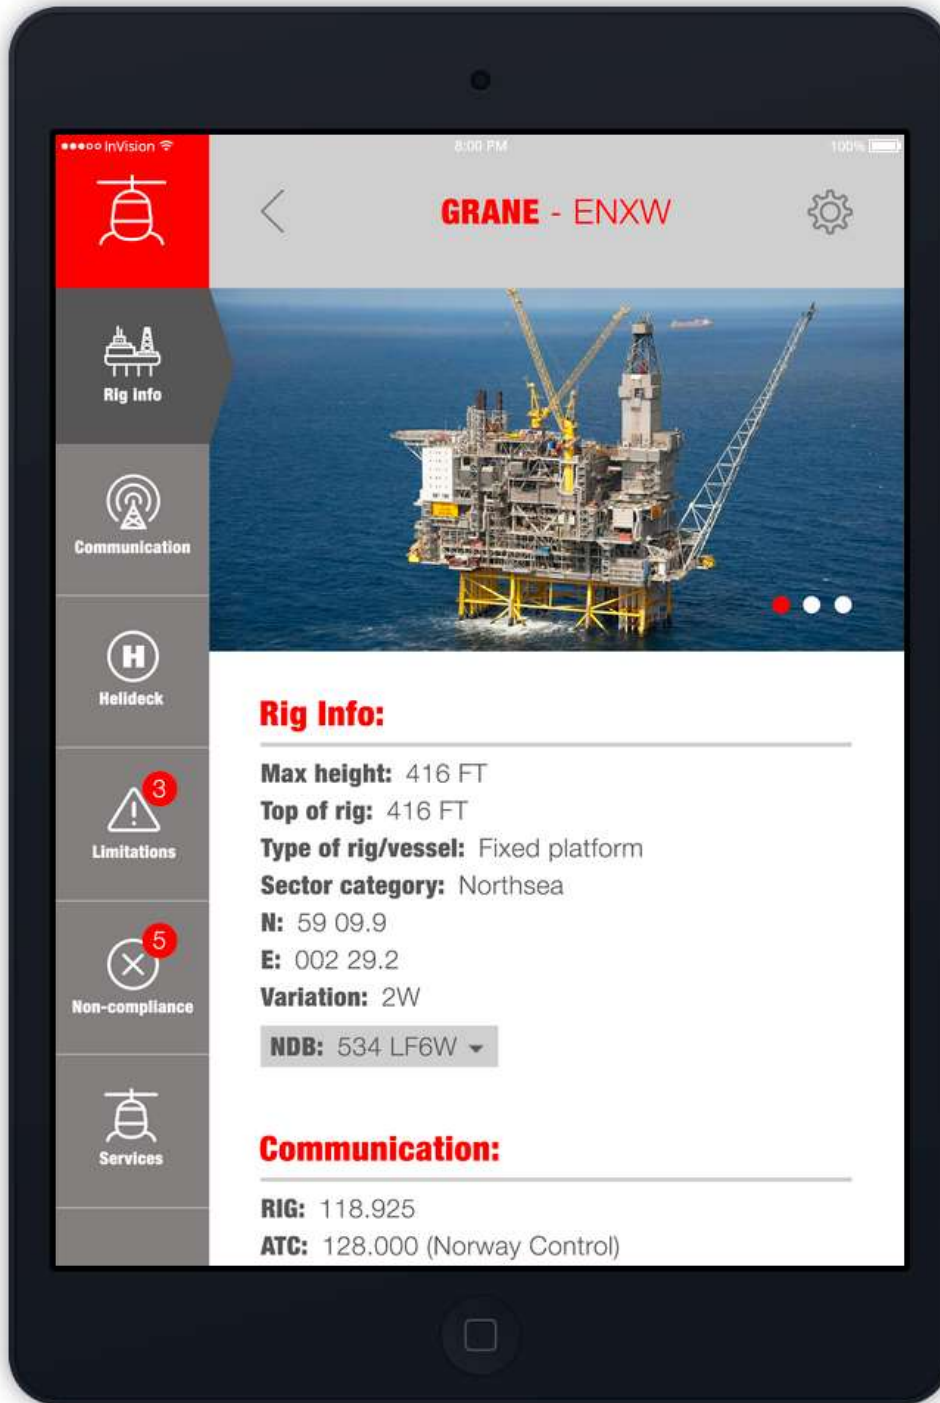 ●●●○○ InVision
8:00 PM
100%
GRANE - ENXW
Rig Info
Communication
H
Helideck
3
Limitations
5
Non-compliance
Services
Rig Info:
Max height: 416 FT
Top of rig: 416 FT
Type of rig/vessel: Fixed platform
Sector category: Northsea
N: 59 09.9
E: 002 29.2
Variation: 2W
NDB: 534 LF6W
Communication:
RIG: 118.925
ATC: 128.000 (Norway Control)